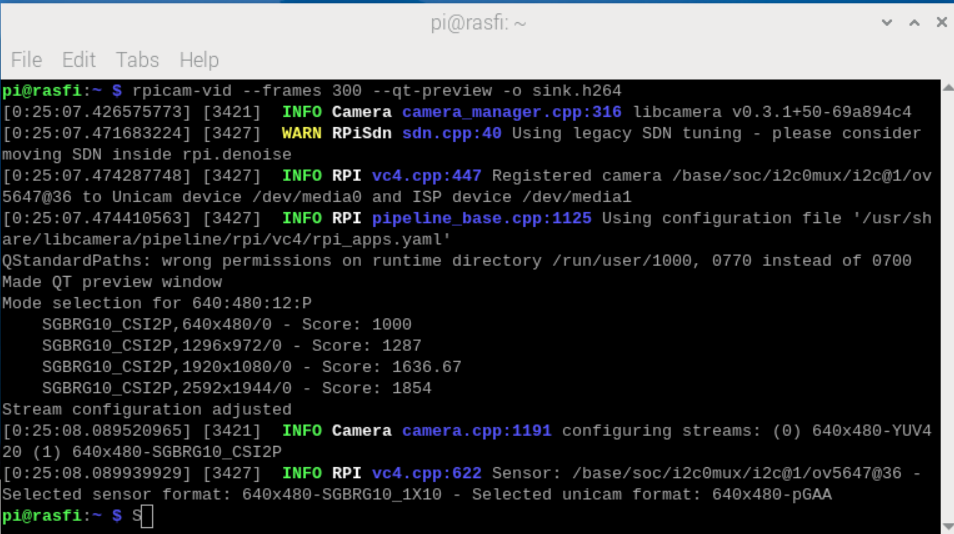 pi@rasfi: ~
File Edit Tabs Help
pi@rasfi:~ $ rpicam-vid --frames 300 --qt-preview -o sink.h264
[0:25:07.426575773] [3421]  INFO Camera camera_manager.cpp:316 libcamera v0.3.1+50-69a894c4
[0:25:07.471683224] [3427]  WARN RPiSdn sdn.cpp:40 Using legacy SDN tuning - please consider
moving SDN inside rpi.denoise
[0:25:07.474287748] [3427]  INFO RPI vc4.cpp:447 Registered camera /base/soc/i2c0mux/i2c@1/ov
5647@36 to Unicam device /dev/media0 and ISP device /dev/media1
[0:25:07.474410563] [3427]  INFO RPI pipeline_base.cpp:1125 Using configuration file '/usr/sh
are/libcamera/pipeline/rpi/vc4/rpi_apps.yaml'
QStandardPaths: wrong permissions on runtime directory /run/user/1000, 0770 instead of 0700
Made QT preview window
Mode selection for 640:480:12:P
    SGBRG10_CSI2P,640x480/0 - Score: 1000
    SGBRG10_CSI2P,1296x972/0 - Score: 1287
    SGBRG10_CSI2P,1920x1080/0 - Score: 1636.67
    SGBRG10_CSI2P,2592x1944/0 - Score: 1854
Stream configuration adjusted
[0:25:08.089520965] [3421]  INFO Camera camera.cpp:1191 configuring streams: (0) 640x480-YUV4
20 (1) 640x480-SGBRG10_CSI2P
[0:25:08.089939929] [3427]  INFO RPI vc4.cpp:622 Sensor: /base/soc/i2c0mux/i2c@1/ov5647@36 -
Selected sensor format: 640x480-SGBRG10_1X10 - Selected unicam format: 640x480-pGAA
pi@rasfi:~ $ S